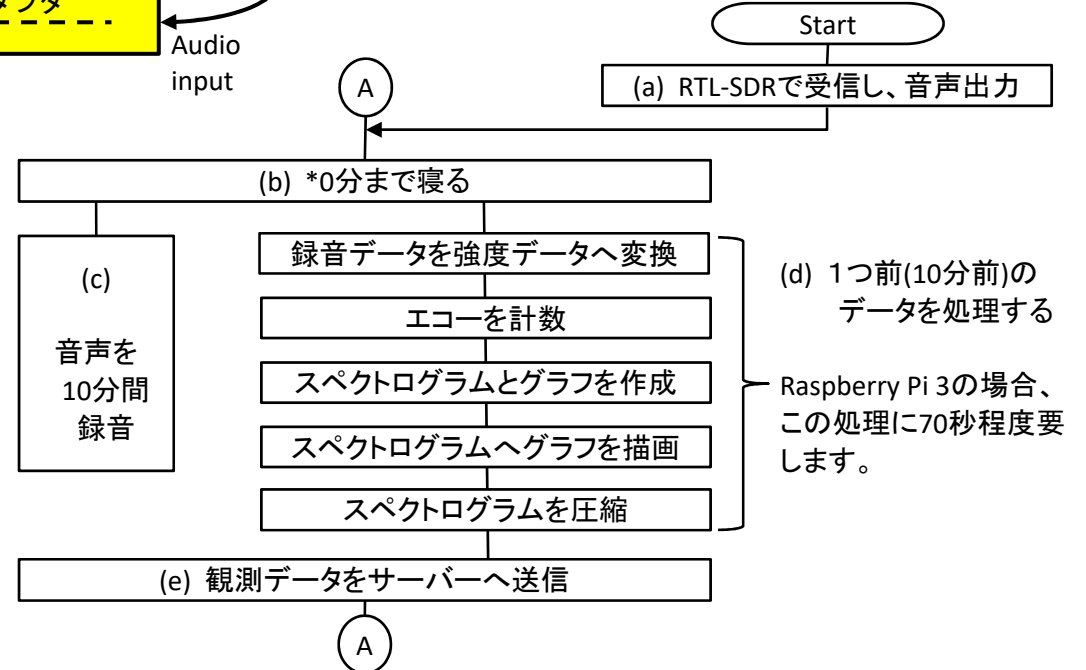 Audio
input
Start
(a) RTL-SDRで受信し、音声出力
A
(b) *0分まで寝る
(c)
音声を
10分間
録音
録音データを強度データへ変換
エコーを計数
スペクトログラムとグラフを作成
スペクトログラムへグラフを描画
スペクトログラムを圧縮
(d) １つ前(10分前)の
データを処理する
Raspberry Pi 3の場合、
この処理に70秒程度要
します。
(e) 観測データをサーバーへ送信
A